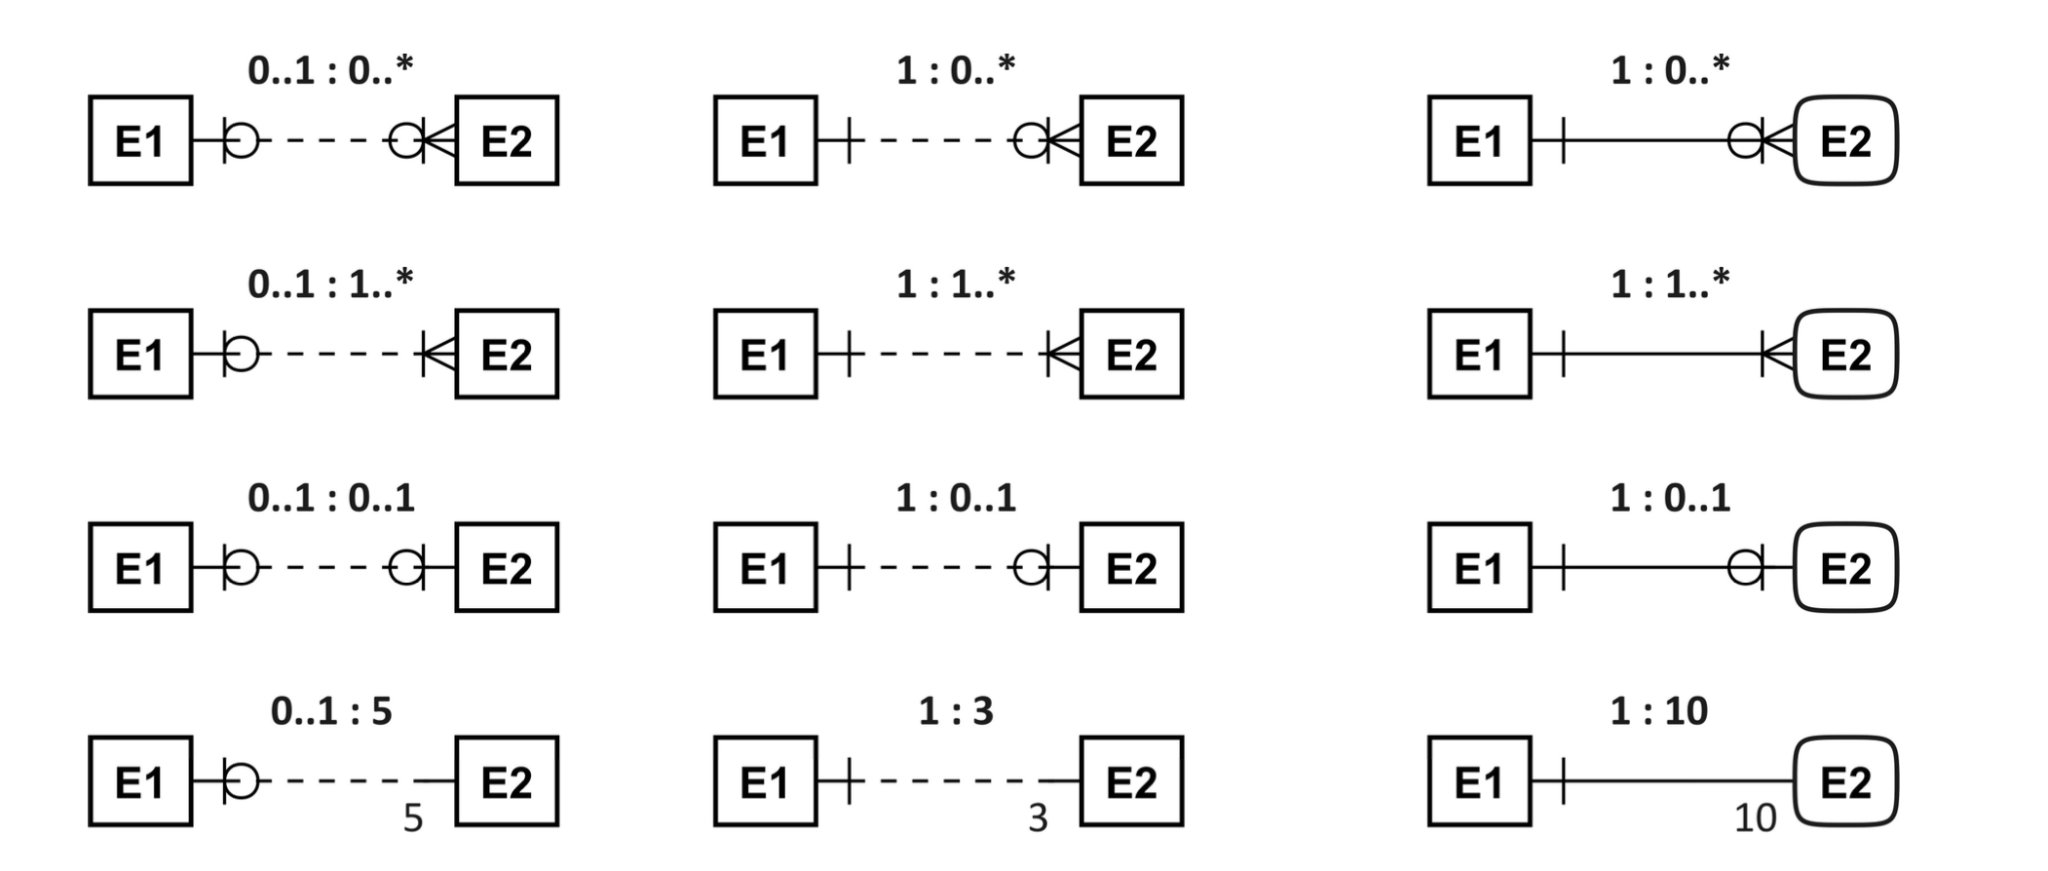 0..1 : 0..* 1 : 0..* 1 : 0..*
E1 E2 E1 E2 E1 E2
0..1 : 1..* 1 : 1..* 1 : 1..*
E1 E2 E1 E2 E1 E2
0..1 : 0..1 1 : 0..1 1 : 0..1
E1 E2 E1 E2 E1 E2
0..1 : 5 1 : 3 1 : 10
E1 E2 E1 E2 E1 E2
5 3 10